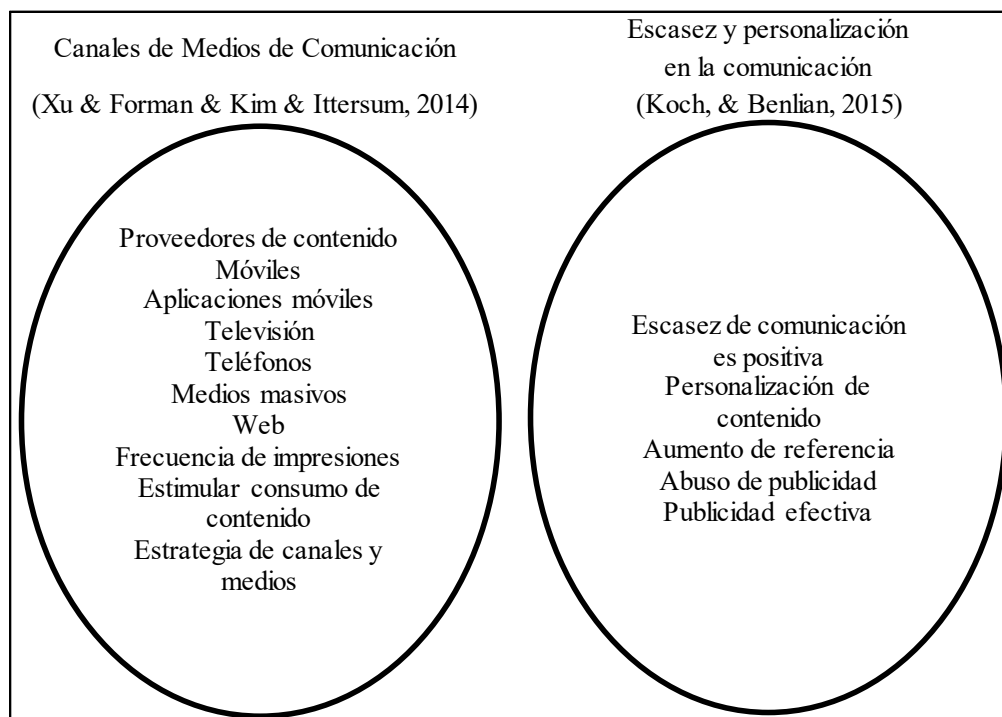 Canales de Medios de Comunicación
(Xu & Forman & Kim & Ittersum, 2014)
Proveedores de contenido
Móviles
Aplicaciones móviles
Televisión
Teléfonos
Medios masivos
Web
Frecuencia de impresiones
Estimular consumo de
contenido
Estrategia de canales y
medios
Escasez y personalización
en la comunicación
(Koch, & Benlian, 2015)
Escasez de comunicación
es positiva
Personalización de
contenido
Aumento de referencia
Abuso de publicidad
Publicidad efectiva